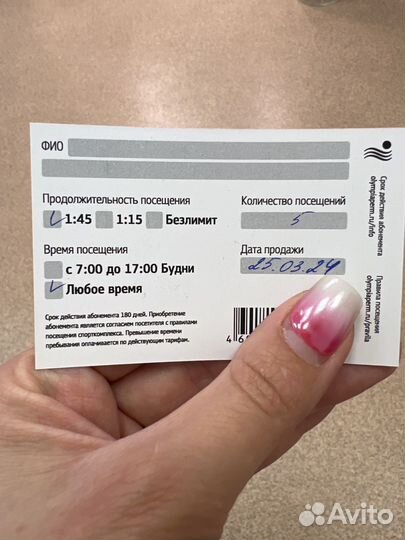 ФИО
Продолжительность посещения
1:45 1:15 Безлимит
Количество посещений
5
Время посещения
с 7:00 до 17:00 Будни
Любое время
Дата продажи
25.03.24
Срок действия абонемента 180 дней. Приобретение
абонемента является согласием посетителя с правилами
посещения спорткомплекса. Превышение времени
пребывания оплачивается по действующим тарифам.
4 6
Срок действия абонемента
olympiaperm.ru/info
Правила посещения
olympiaperm.ru/pravila
Avito